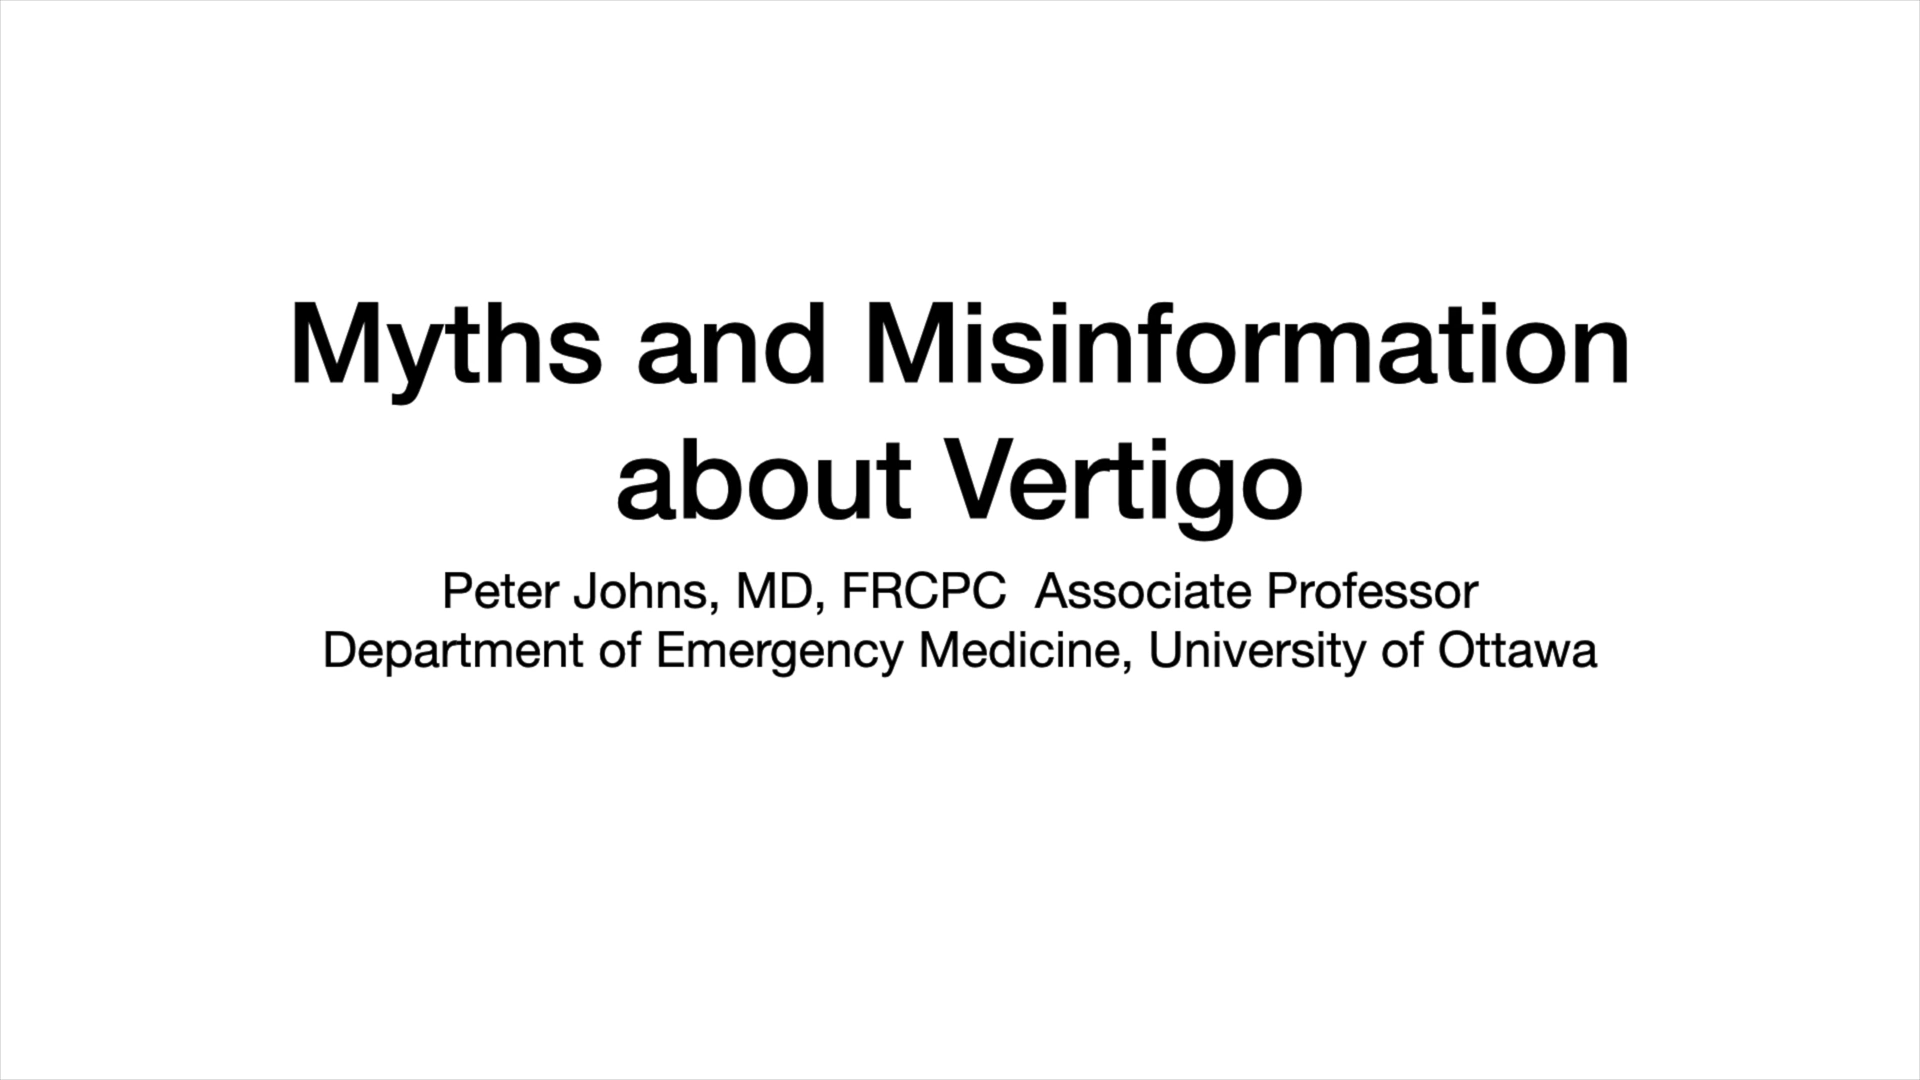 Myths and Misinformation
about Vertigo
Peter Johns, MD, FRCPC  Associate Professor
Department of Emergency Medicine, University of Ottawa